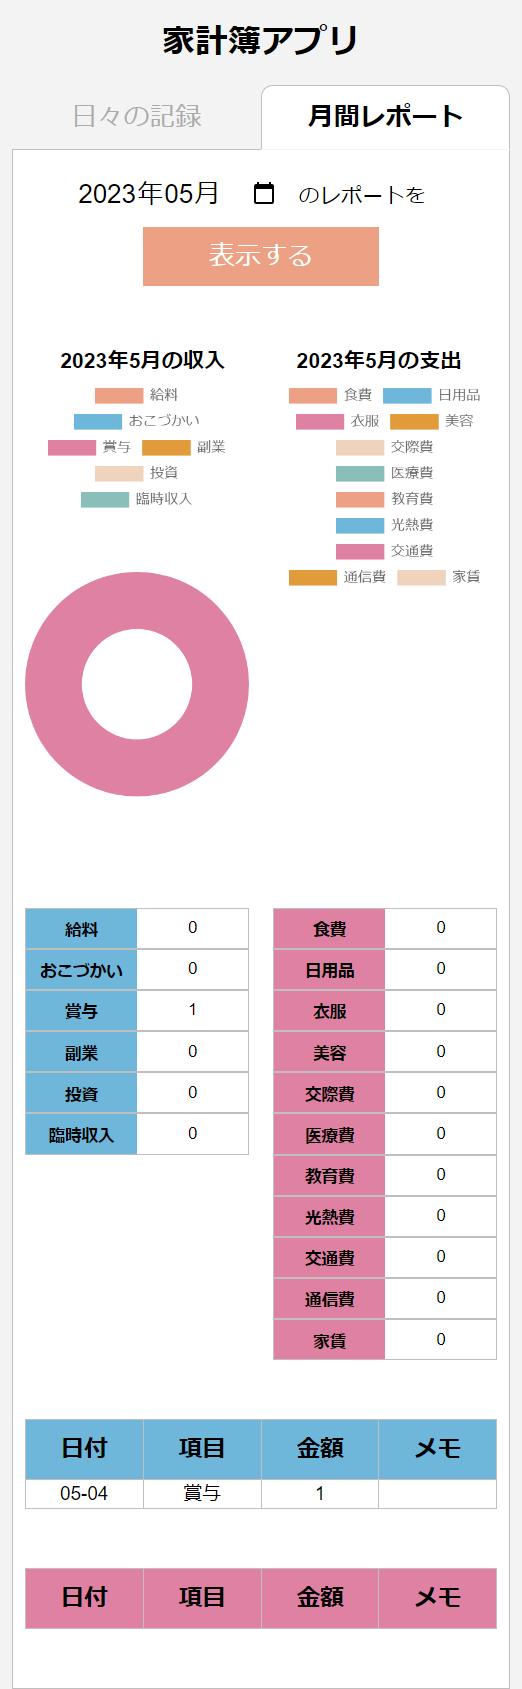 家計簿アプリ
日々の記録 月間レポート
2023年05月 のレポートを
表示する
2023年5月の収入
給料
おこづかい
賞与 副業
投資
臨時収入
2023年5月の支出
食費 日用品
衣服 美容
交際費
医療費
教育費
光熱費
交通費
通信費 家賃
給料 0
おこづかい 0
賞与 1
副業 0
投資 0
臨時収入 0
食費 0
日用品 0
衣服 0
美容 0
交際費 0
医療費 0
教育費 0
光熱費 0
交通費 0
通信費 0
家賃 0
日付 項目 金額 メモ
05-04 賞与 1
日付 項目 金額 メモ